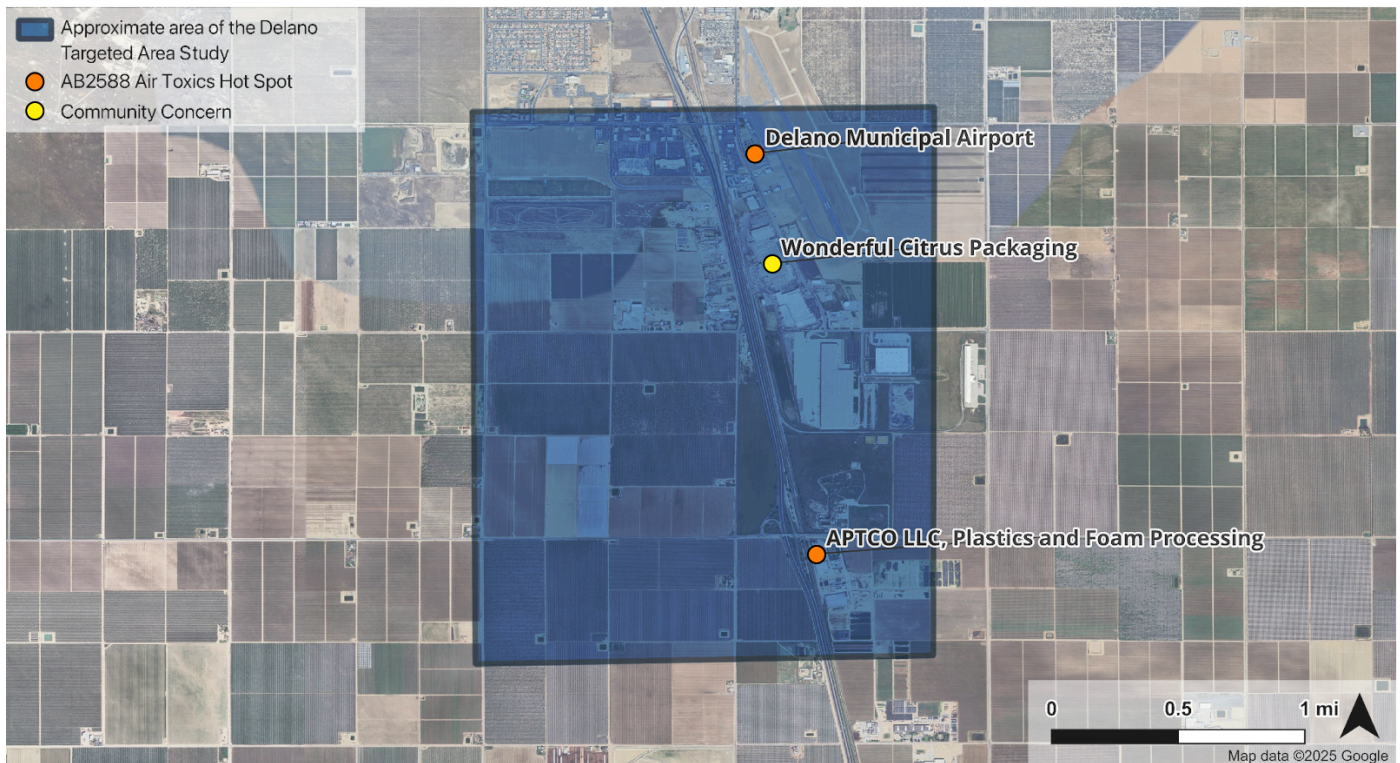 Approximate area of the Delano
Targeted Area Study
AB2588 Air Toxics Hot Spot
Community Concern
Delano Municipal Airport
Wonderful Citrus Packaging
APTCO LLC, Plastics and Foam Processing
0 0.5 1 mi
Map data ©2025 Google